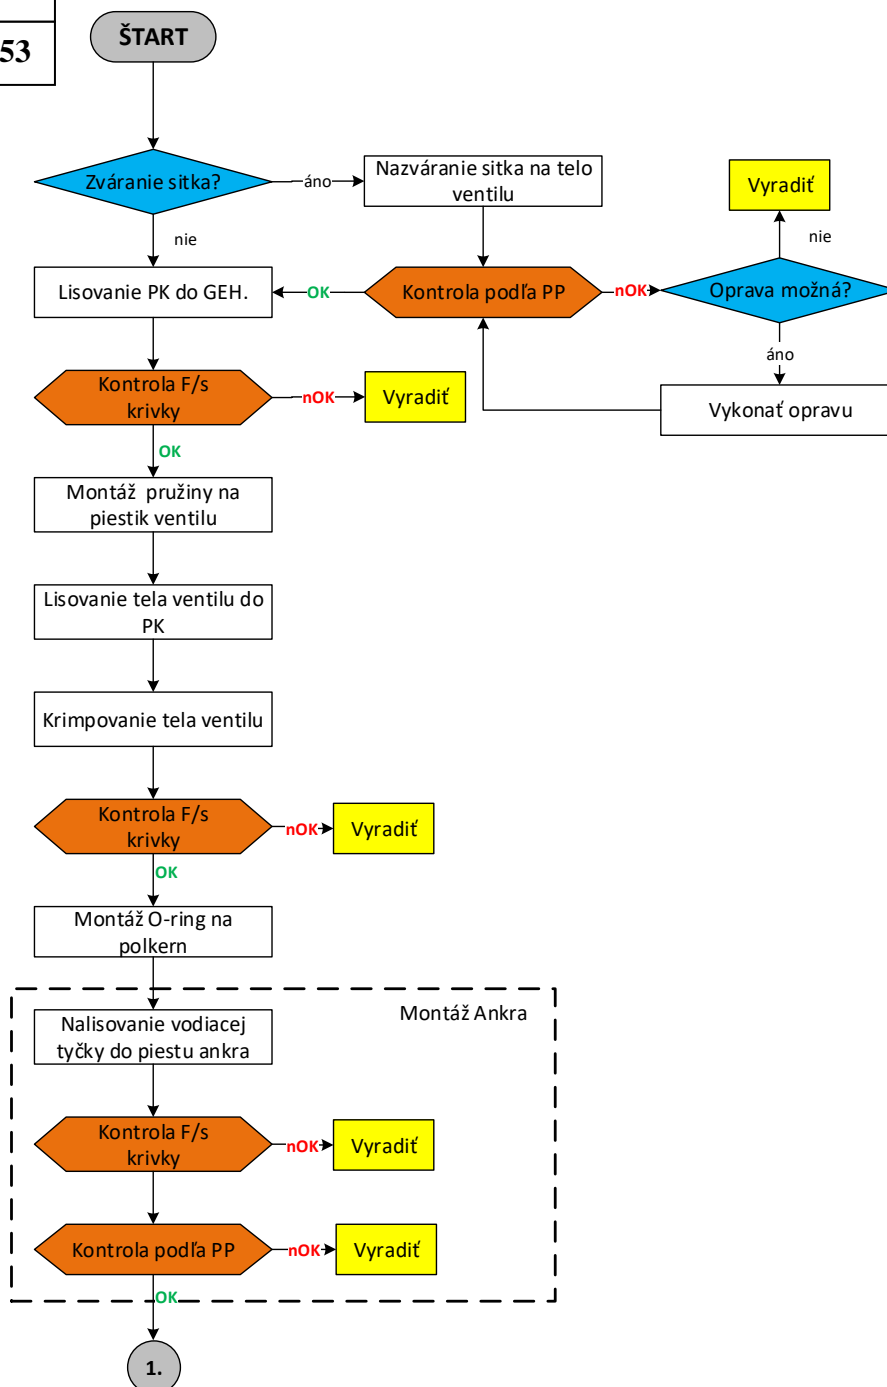 53
ŠTART
Zváranie sitka?
áno
Nazváranie sitka na telo
ventilu
Vyradiť
nie
nie
Lisovanie PK do GEH.
OK
Kontrola podľa PP
nOK
Oprava možná?
áno
Kontrola F/s
krivky
nOK
Vyradiť
Vykonať opravu
OK
Montáž pružiny na
piestik ventilu
Lisovanie tela ventilu do
PK
Krimpovanie tela ventilu
Kontrola F/s
krivky
nOK
Vyradiť
OK
Montáž O-ring na
polkern
Montáž Ankra
Nalisovanie vodiacej
tyčky do piestu ankra
Kontrola F/s
krivky
nOK
Vyradiť
Kontrola podľa PP
nOK
Vyradiť
OK
1.